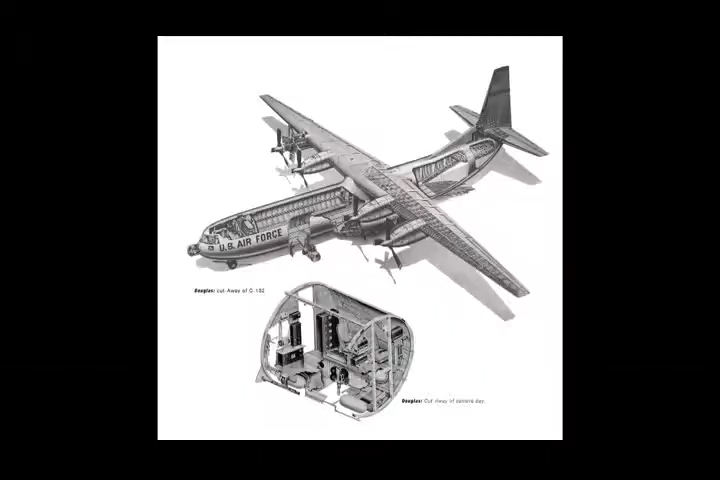 U.S. AIR FORCE
Douglas: cut-Away of C-132
Douglas: Cut Away of camera bay.